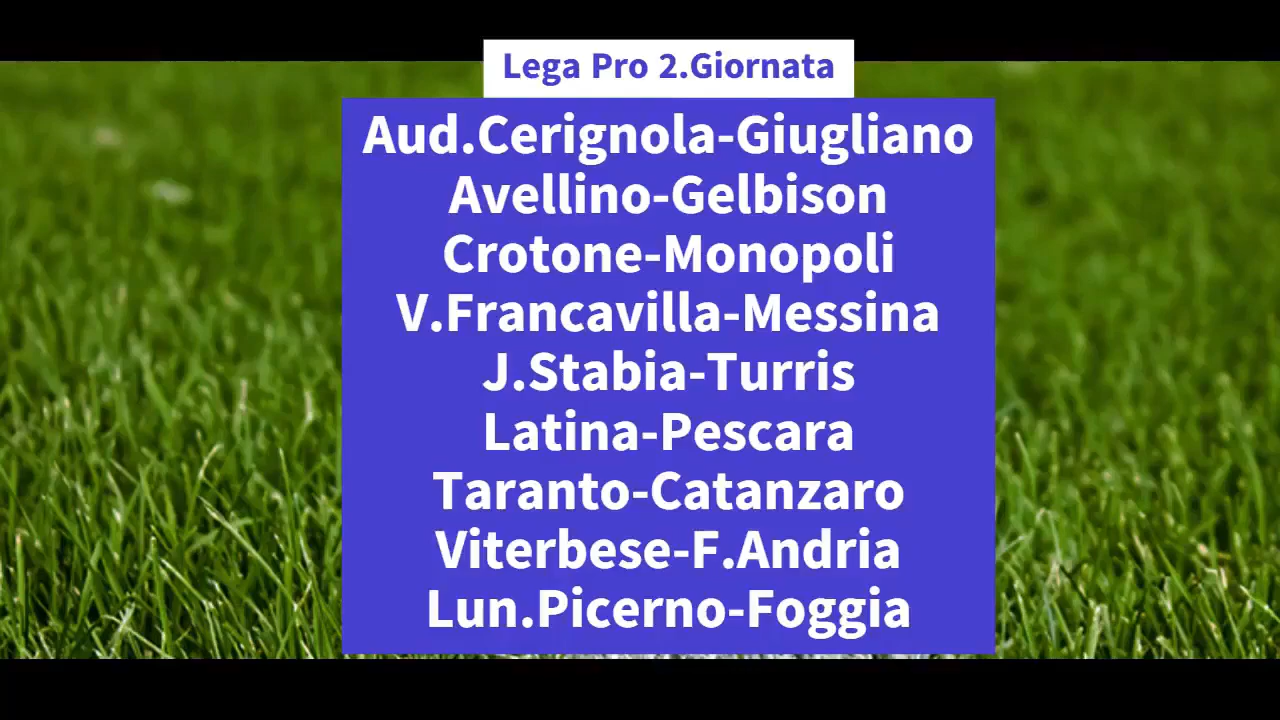 Lega Pro 2.Giornata
Aud.Cerignola-Giugliano
Avellino-Gelbison
Crotone-Monopoli
V.Francavilla-Messina
J.Stabia-Turris
Latina-Pescara
Taranto-Catanzaro
Viterbese-F.Andria
Lun.Picerno-Foggia